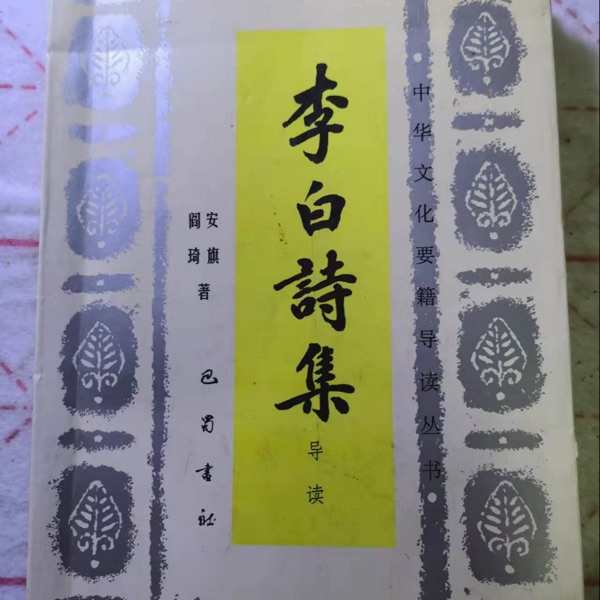 ·中华文化要籍导读丛书·
李白詩集
导读
安旗
阎琦
著
巴蜀書社